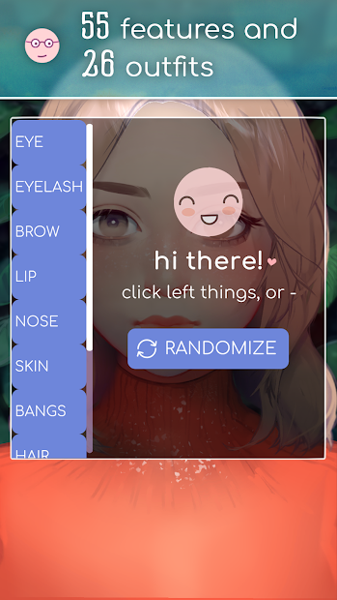 55 features and
26 outfits
EYE
EYELASH
BROW
LIP
NOSE
SKIN
BANGS
HAIR
hi there!
click left things, or -
RANDOMIZE